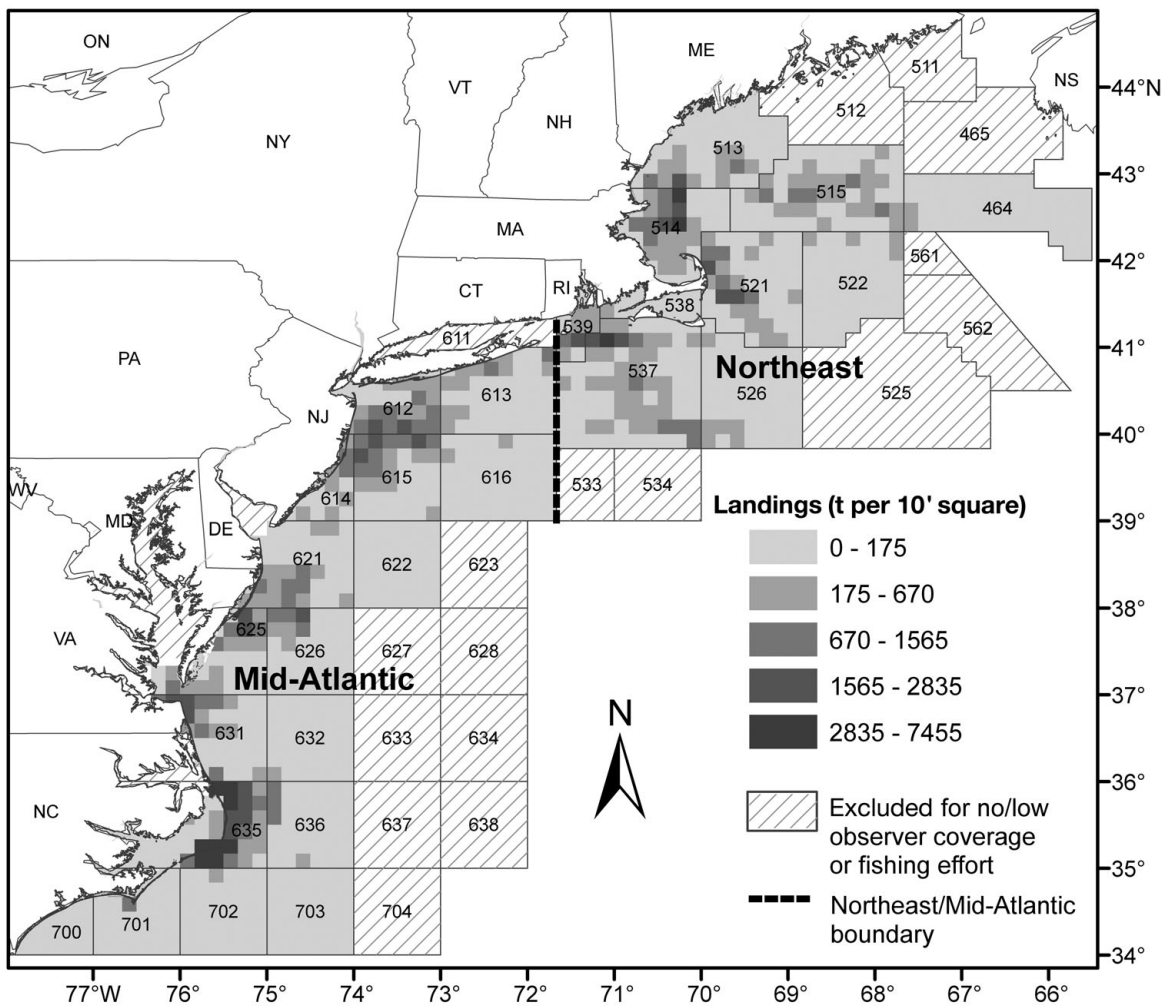 ON
ME
VT
NS
44°N
511
512
NH
465
NY
513
43°
515
464
MA
514
42°
561
CT
RI
521
522
538
562
539
611
41°
PA
537
Northeast
613
526
525
612
NJ
40°
615
616
533
534
WV
614
Landings (t per 10' square)
MD
DE
39°
0 - 175
621
622
623
175 - 670
38°
VA
625
670 - 1565
626
627
628
Mid-Atlantic
1565 - 2835
37°
N
631
2835 - 7455
632
633
634
36°
NC
Excluded for no/low
635
636
637
638
observer coverage
or fishing effort
35°
Northeast/Mid-Atlantic
700
701
702
703
704
boundary
34°
77°W
76°
75°
74°
73°
72°
71°
70°
69°
68°
67°
66°